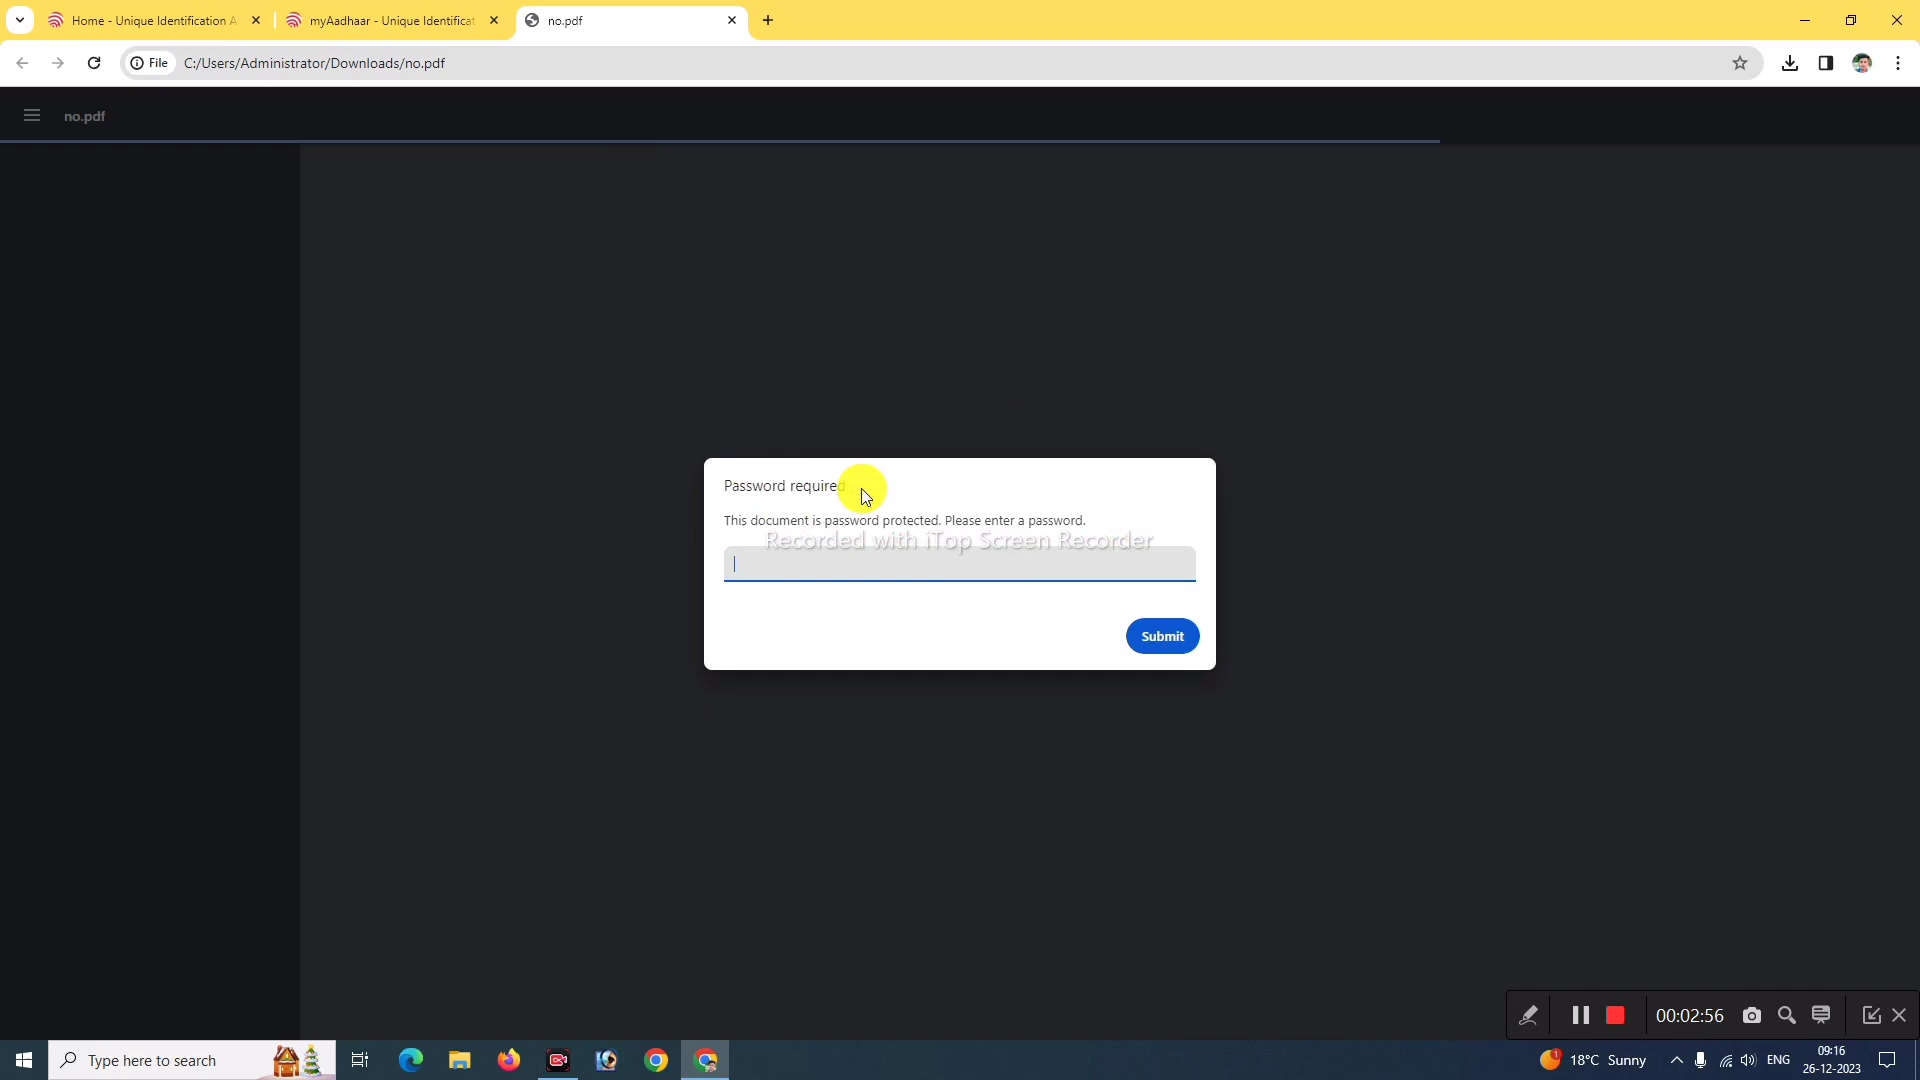 Home - Unique Identification A
myAadhaar - Unique Identificat
no.pdf
File
C:/Users/Administrator/Downloads/no.pdf
no.pdf
Password required
This document is password protected. Please enter a password.
Recorded with iTop Screen Recorder
Submit
00:02:56
Type here to search
1
18°C Sunny
ENG
09:16
26-12-2023